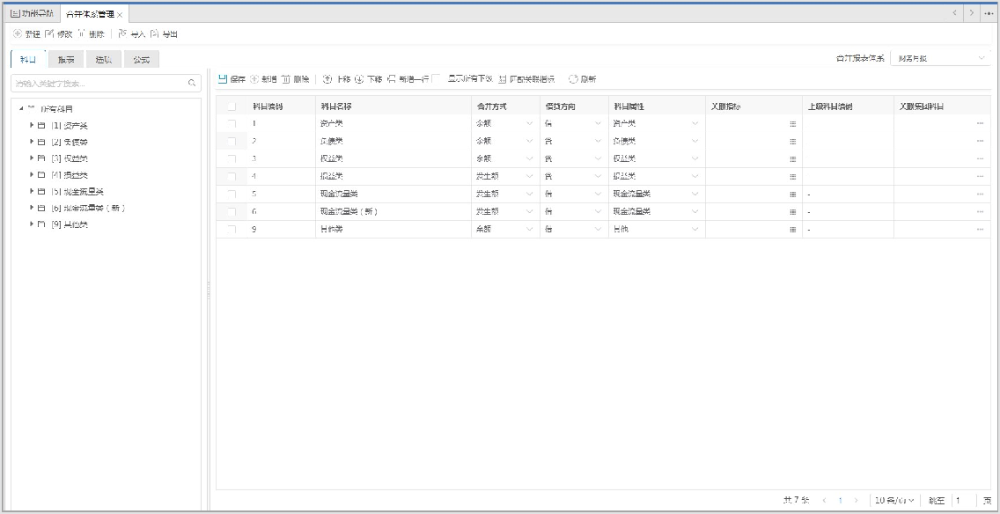 功能导航 合并体系管理 ×
新建 修改 删除 导入 导出
科目 报表 选项 公式 合并报表体系 财务月报
请输入关键字搜索...
保存 新增 删除 上移 下移 新增一行 显示所有下级 匹配关联指标 刷新
所有科目
[1] 资产类
[2] 负债类
[3] 权益类
[4] 损益类
[5] 现金流量类
[6] 现金流量类（新）
[9] 其他类
科目编码 科目名称 合并方式 借贷方向 科目属性 关联指标 上级科目编码 关联集团科目
1 资产类 余额 借 资产类
2 负债类 余额 贷 负债类
3 权益类 余额 贷 权益类
4 损益类 发生额 贷 损益类
5 现金流量类 发生额 借 现金流量类 -
6 现金流量类（新） 发生额 借 现金流量类 -
9 其他类 余额 借 其他 -
共 7 条 1 10 条/页 跳至 1 页